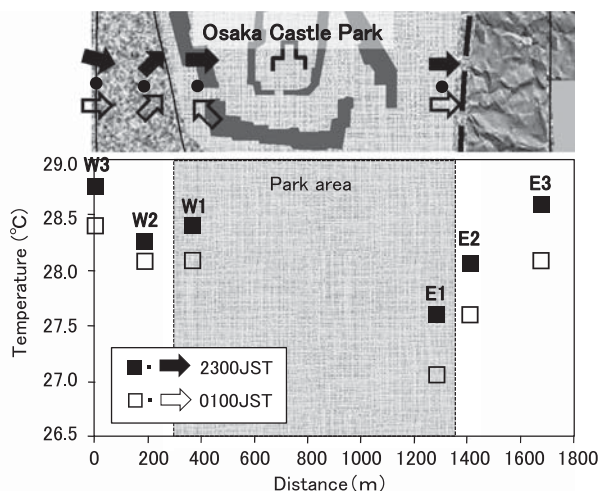 Osaka Castle Park
29.0
W3
Park area
E3
28.5
W2
W1
E2
28.0
27.5
E1
27.0
26.5
Temperature (℃)
■・➡ 2300JST
□・⇨ 0100JST
0 200 400 600 800 1000 1200 1400 1600 1800
Distance(m)